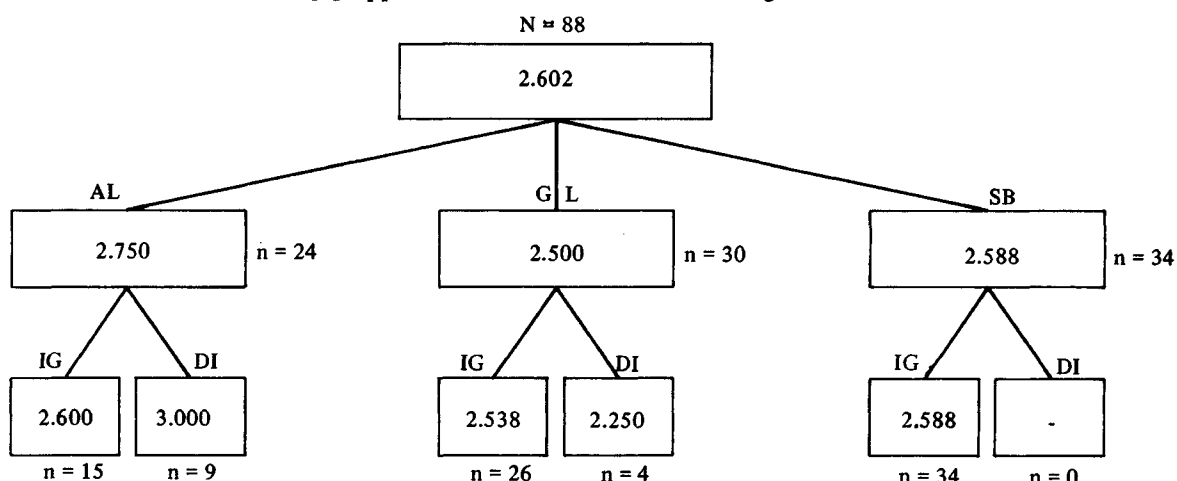 N = 88
2.602
AL
G L
SB
2.750
n = 24
2.500
n = 30
2.588
n = 34
IG
DI
IG
DI
IG
DI
2.600
3.000
2.538
2.250
2.588
-
n = 15
n = 9
n = 26
n = 4
n = 34
n = 0